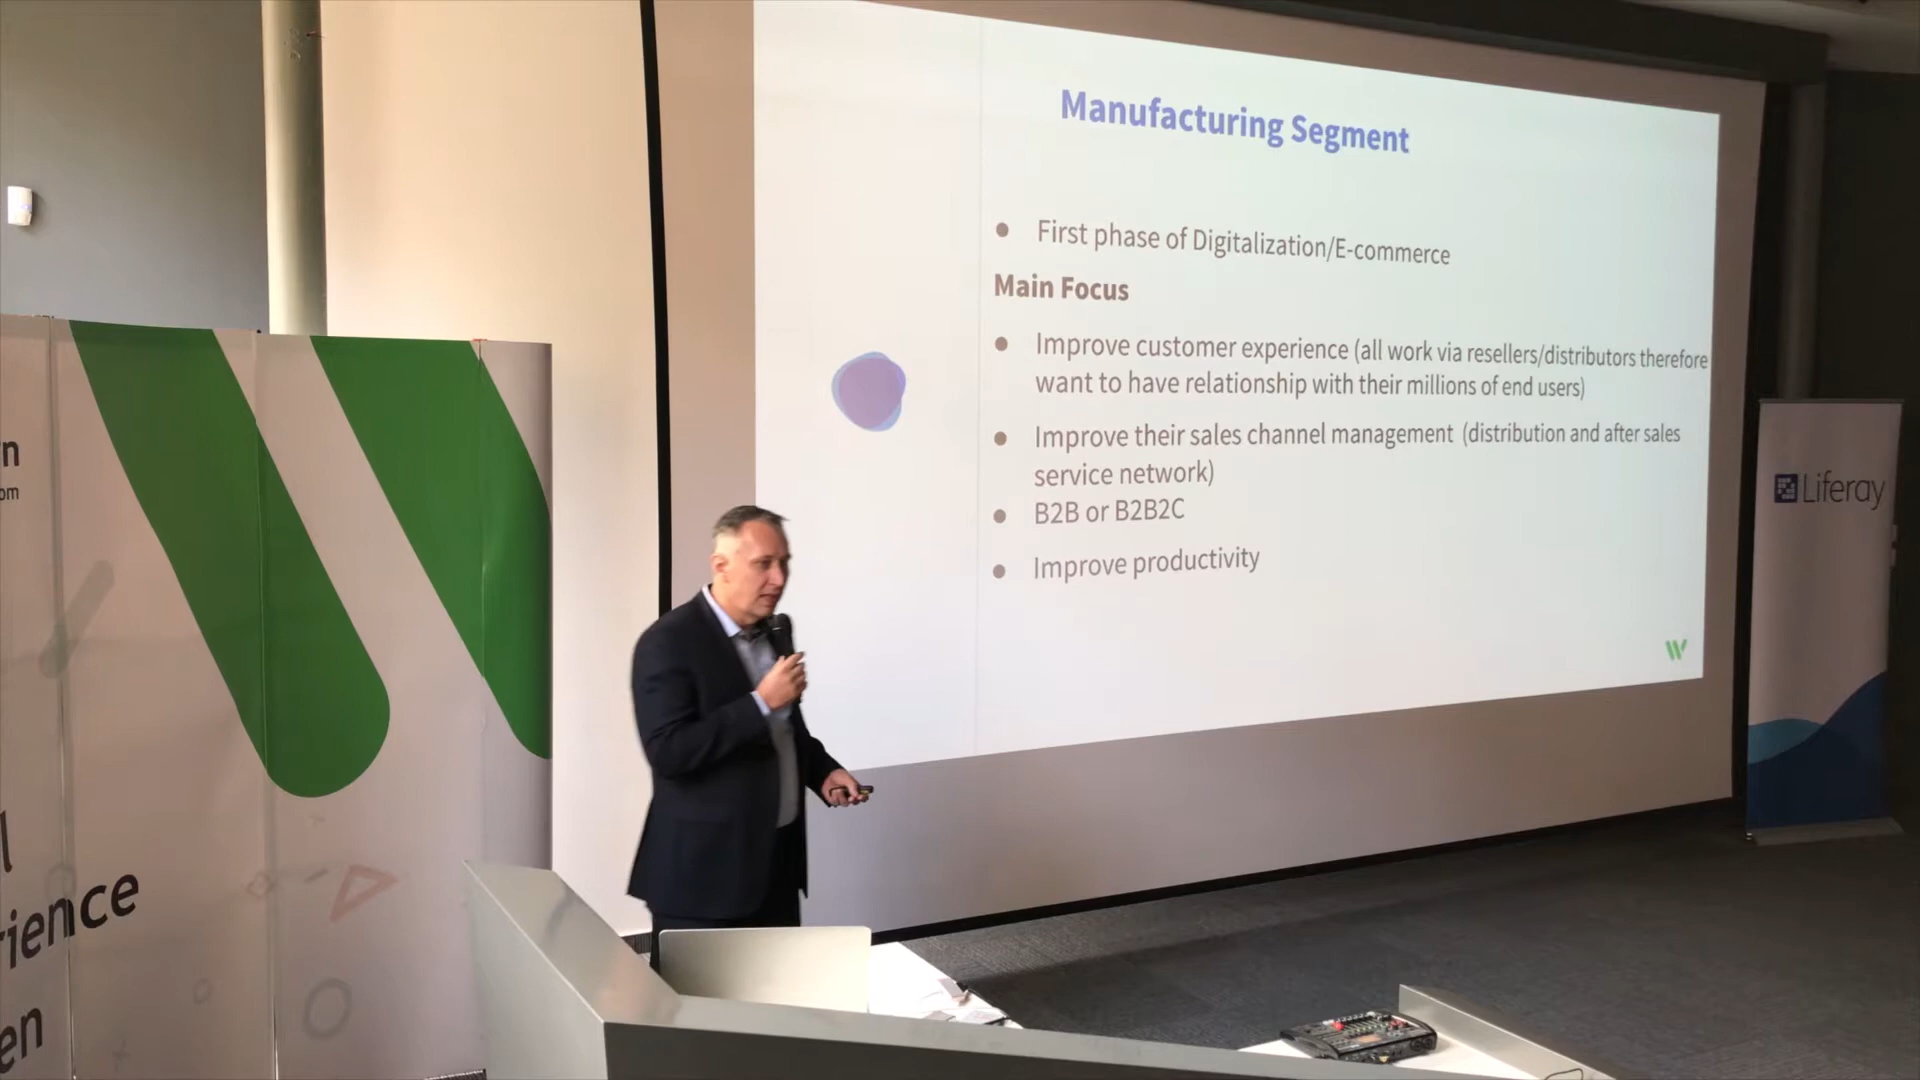 Manufacturing Segment
First phase of Digitalization/E-commerce
Main Focus
Improve customer experience (all work via resellers/distributors therefore
want to have relationship with their millions of end users)
Improve their sales channel management (distribution and after sales
service network)
B2B or B2B2C
Improve productivity
Liferay
n
om
l
rience
en